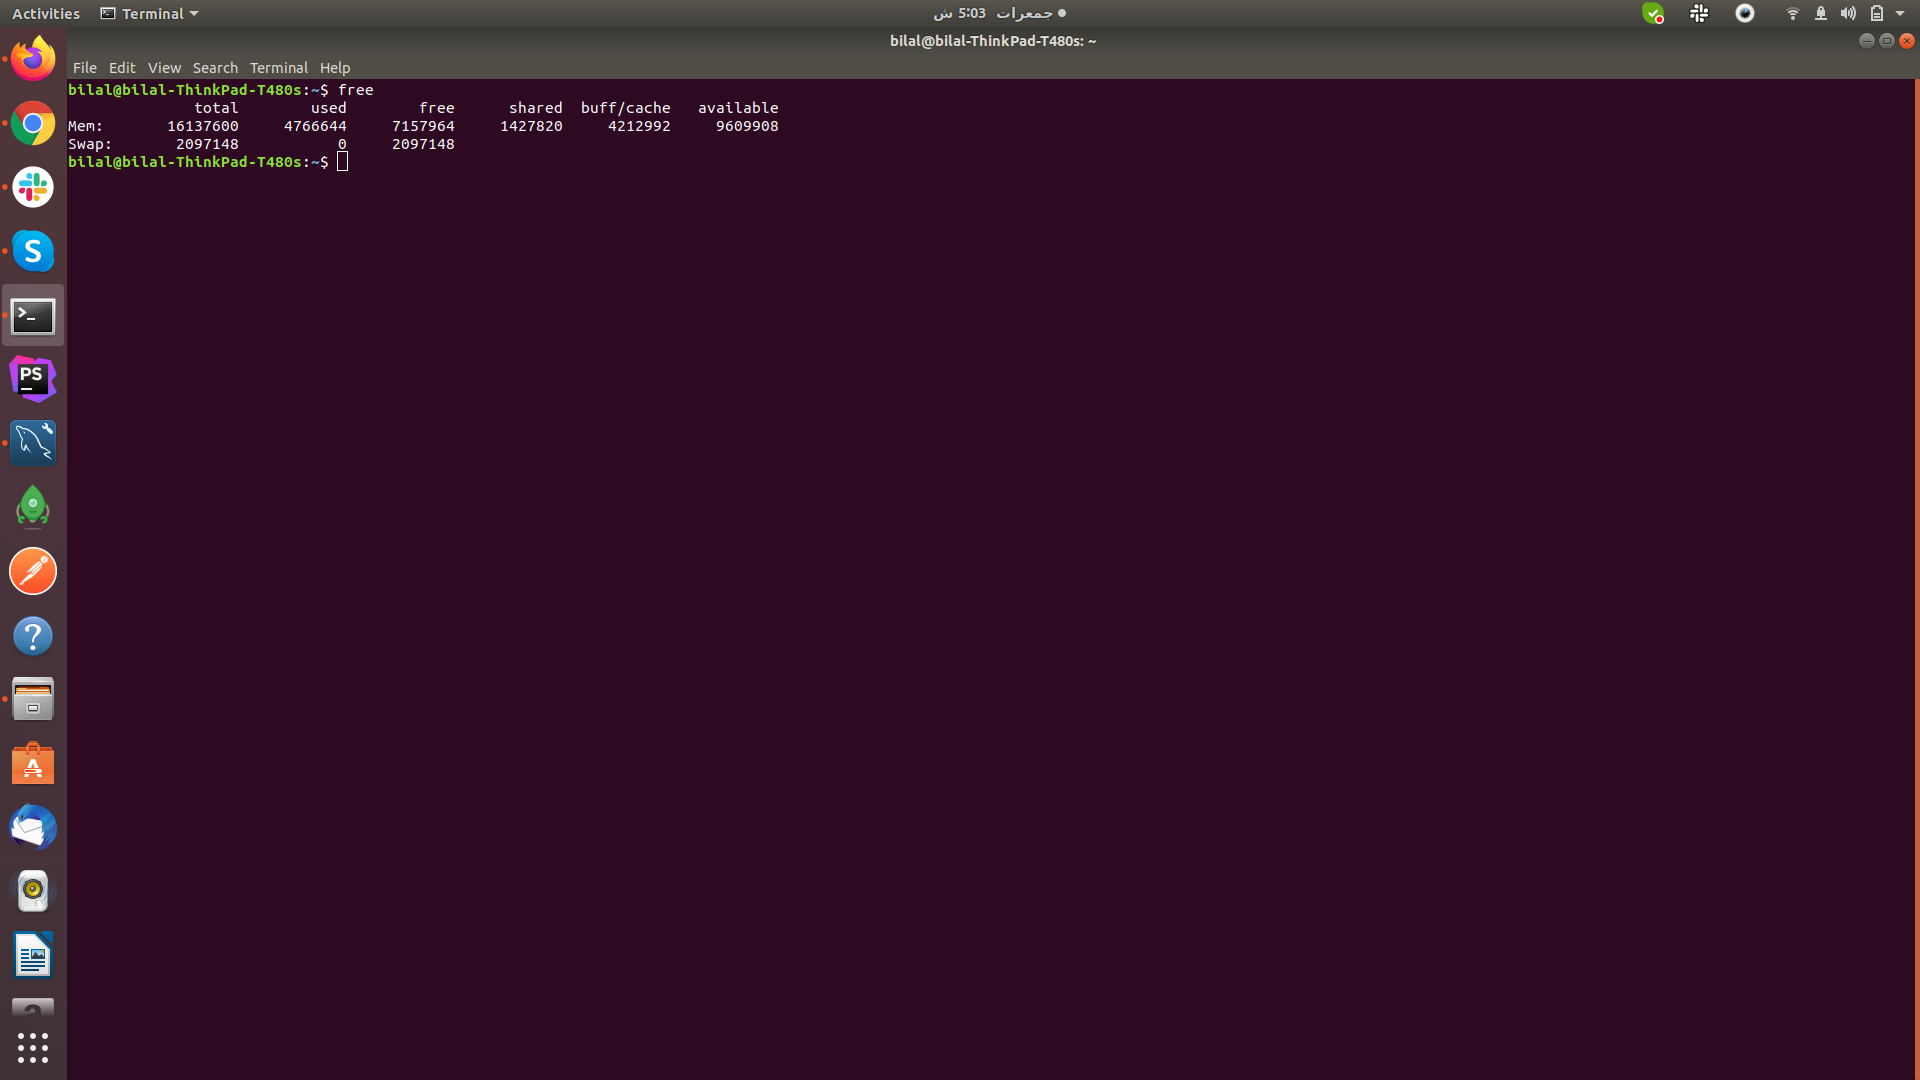 Activities Terminal جمعرات 5:03 ش
bilal@bilal-ThinkPad-T480s: ~
File Edit View Search Terminal Help
bilal@bilal-ThinkPad-T480s:~$ free
total used free shared buff/cache available
Mem: 16137600 4766644 7157964 1427820 4212992 9609908
Swap: 2097148 0 2097148
bilal@bilal-ThinkPad-T480s:~$
S
PS
?
A